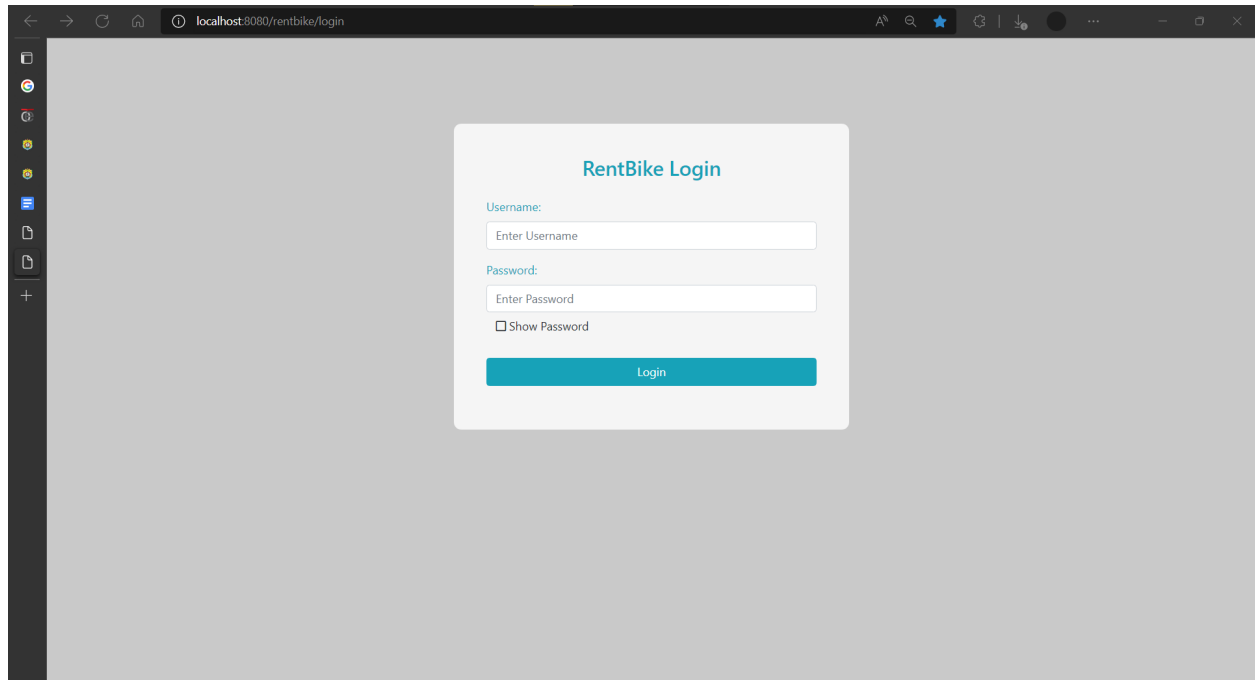 localhost:8080/rentbike/login
RentBike Login
Username:
Enter Username
Password:
Enter Password
Show Password
Login